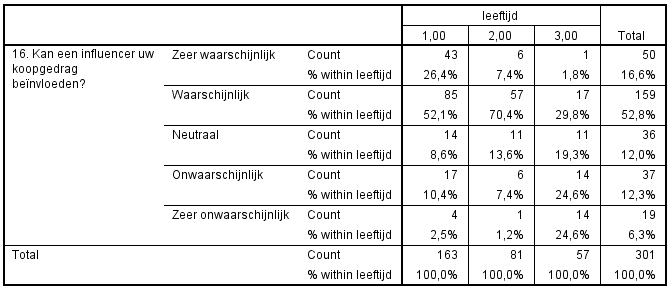 leeftijd
1,00 2,00 3,00 Total
16. Kan een influencer uw koopgedrag beïnvloeden? Zeer waarschijnlijk Count 43 6 1 50
% within leeftijd 26,4% 7,4% 1,8% 16,6%
Waarschijnlijk Count 85 57 17 159
% within leeftijd 52,1% 70,4% 29,8% 52,8%
Neutraal Count 14 11 11 36
% within leeftijd 8,6% 13,6% 19,3% 12,0%
Onwaarschijnlijk Count 17 6 14 37
% within leeftijd 10,4% 7,4% 24,6% 12,3%
Zeer onwaarschijnlijk Count 4 1 14 19
% within leeftijd 2,5% 1,2% 24,6% 6,3%
Total Count 163 81 57 301
% within leeftijd 100,0% 100,0% 100,0% 100,0%